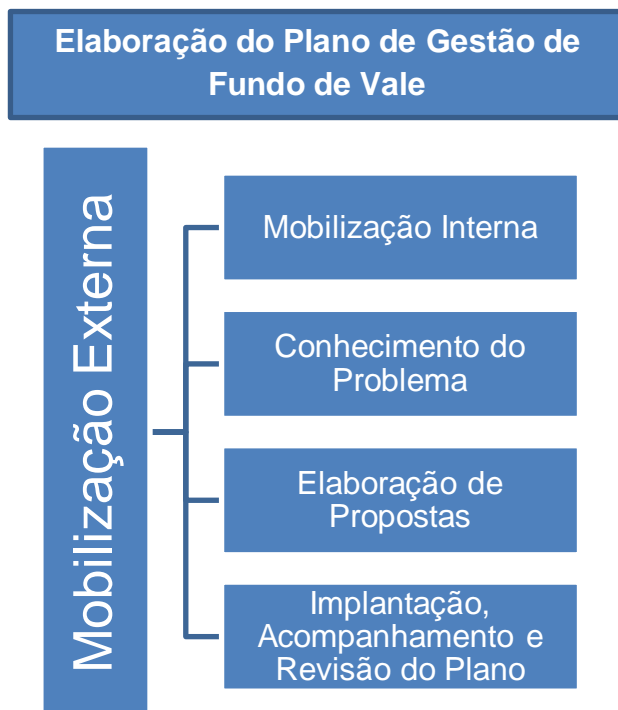 Elaboração do Plano de Gestão de
Fundo de Vale
Mobilização Externa
Mobilização Interna
Conhecimento do
Problema
Elaboração de
Propostas
Implantação,
Acompanhamento e
Revisão do Plano